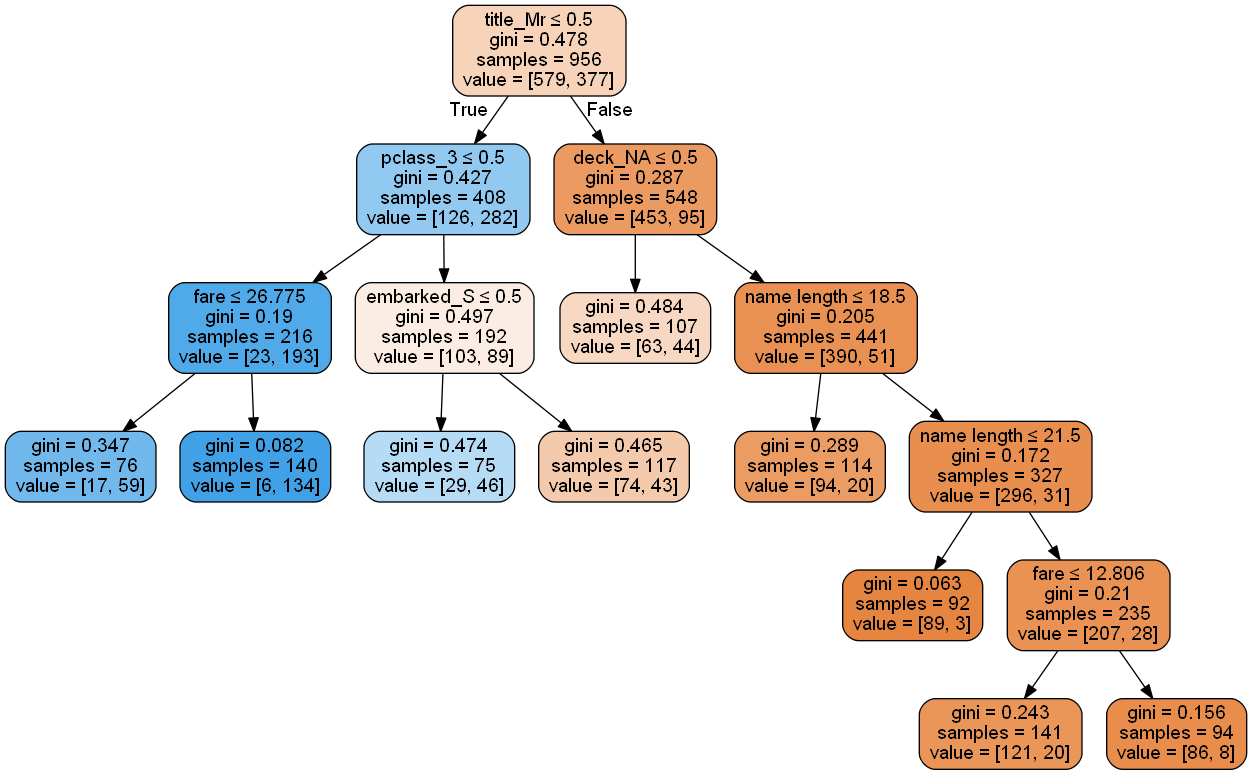 title_Mr ≤ 0.5
gini = 0.478
samples = 956
value = [579, 377]
True
False
pclass_3 ≤ 0.5
gini = 0.427
samples = 408
value = [126, 282]
deck_NA ≤ 0.5
gini = 0.287
samples = 548
value = [453, 95]
fare ≤ 26.775
gini = 0.19
samples = 216
value = [23, 193]
embarked_S ≤ 0.5
gini = 0.497
samples = 192
value = [103, 89]
gini = 0.484
samples = 107
value = [63, 44]
name length ≤ 18.5
gini = 0.205
samples = 441
value = [390, 51]
gini = 0.347
samples = 76
value = [17, 59]
gini = 0.082
samples = 140
value = [6, 134]
gini = 0.474
samples = 75
value = [29, 46]
gini = 0.465
samples = 117
value = [74, 43]
gini = 0.289
samples = 114
value = [94, 20]
name length ≤ 21.5
gini = 0.172
samples = 327
value = [296, 31]
gini = 0.063
samples = 92
value = [89, 3]
fare ≤ 12.806
gini = 0.21
samples = 235
value = [207, 28]
gini = 0.243
samples = 141
value = [121, 20]
gini = 0.156
samples = 94
value = [86, 8]